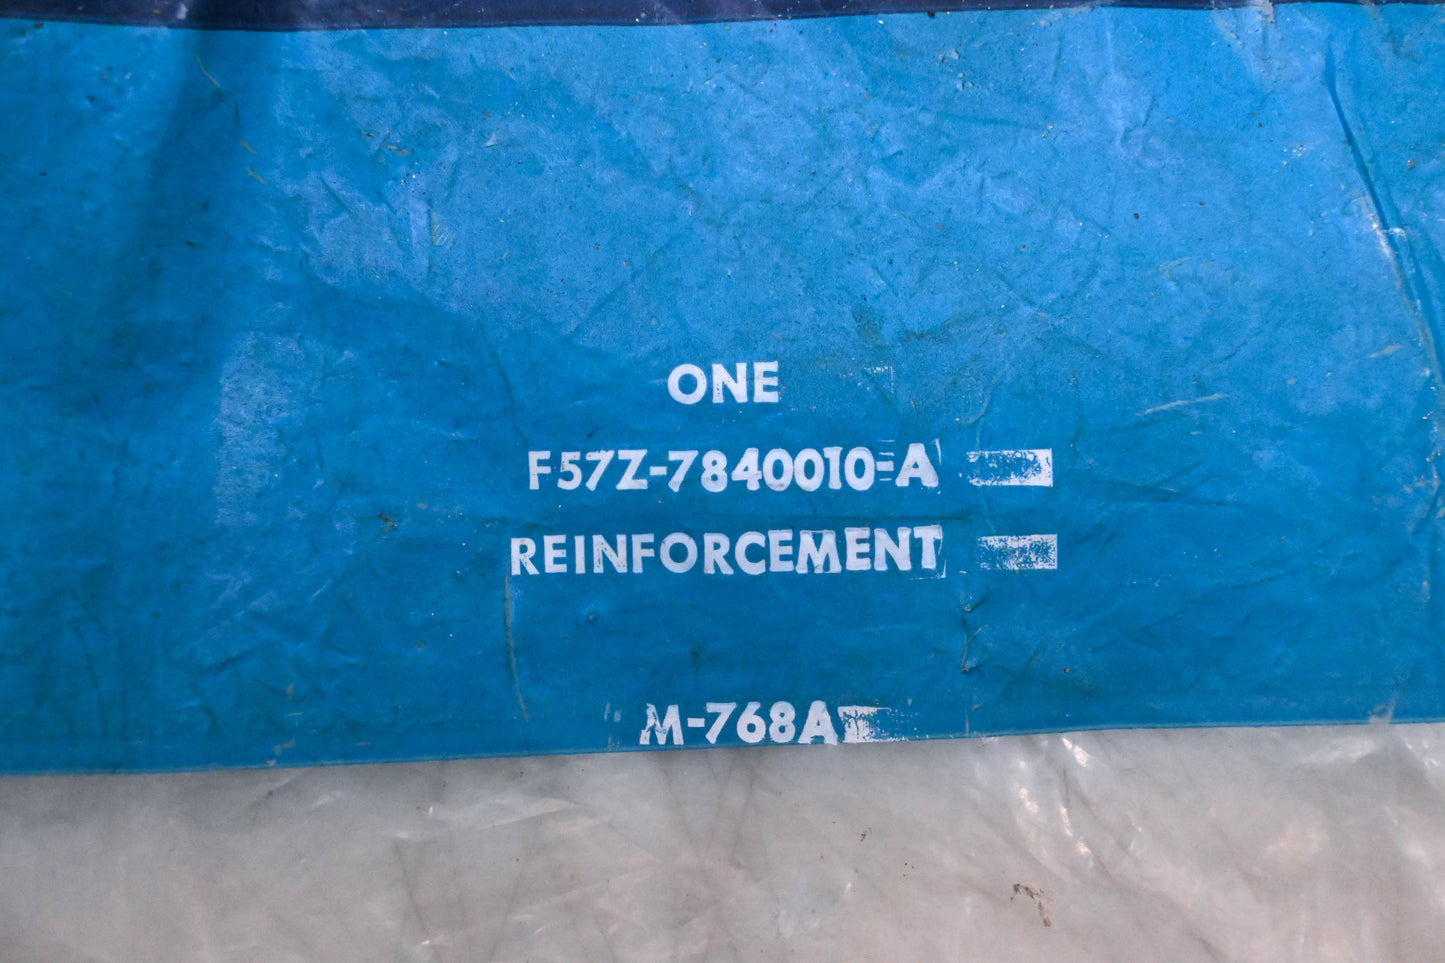 ONE
F57Z-7840010-A
REINFORCEMENT
M-768A